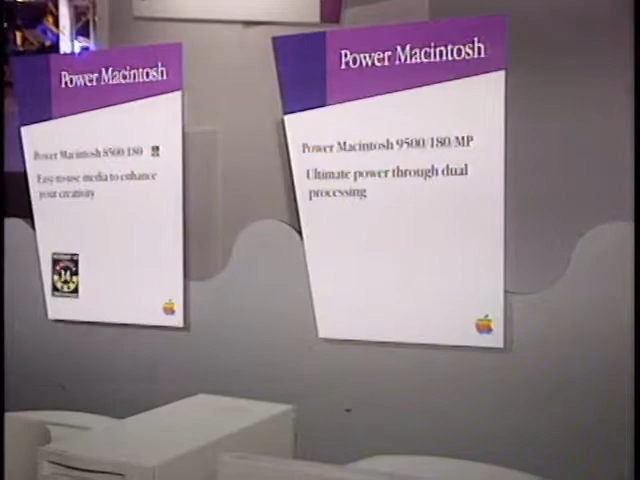 Power Macintosh
Power Macintosh 8500/180
Easy-to-use media to enhance
your creativity
14
Power Macintosh
Power Macintosh 9500/180/MP
Ultimate power through dual
processing